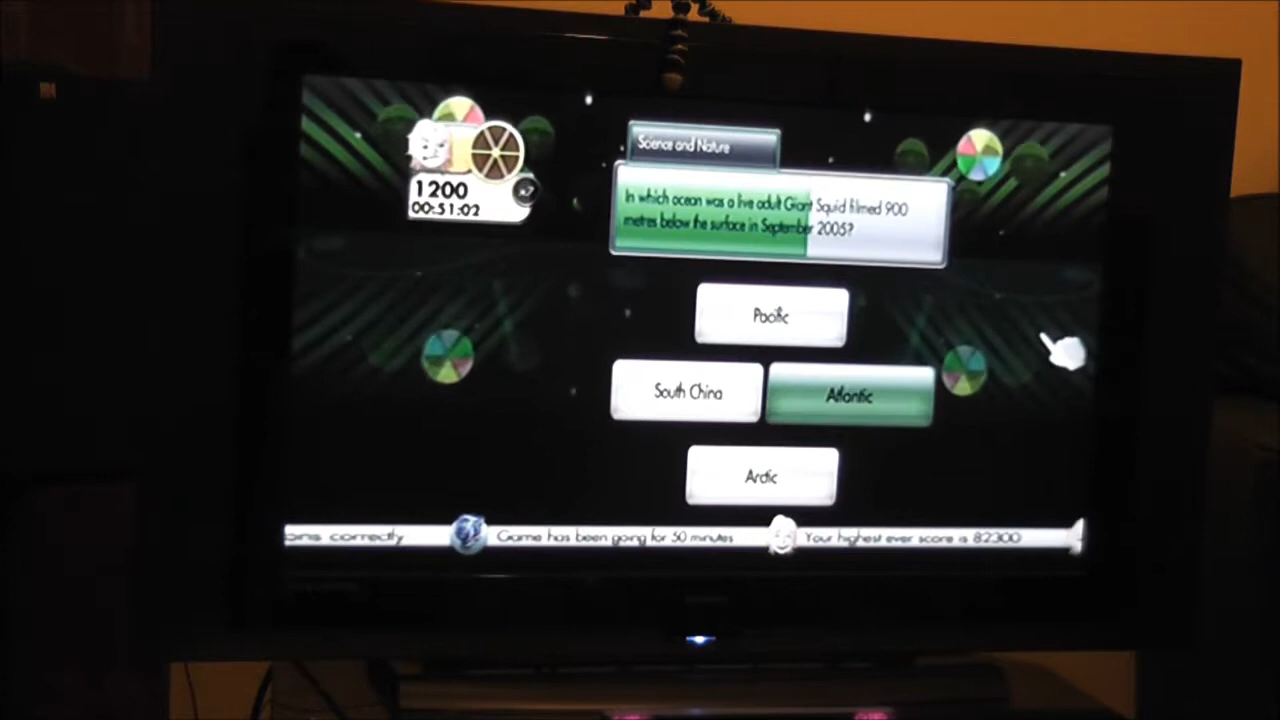 Science and Nature
1200
00:51:02
x2
In which ocean was a live adult Giant Squid filmed 900
metres below the surface in September 2005?
Pacific
South China
Atlantic
Arctic
correctly
Game has been going for 50 minutes
Your highest ever score is 82300